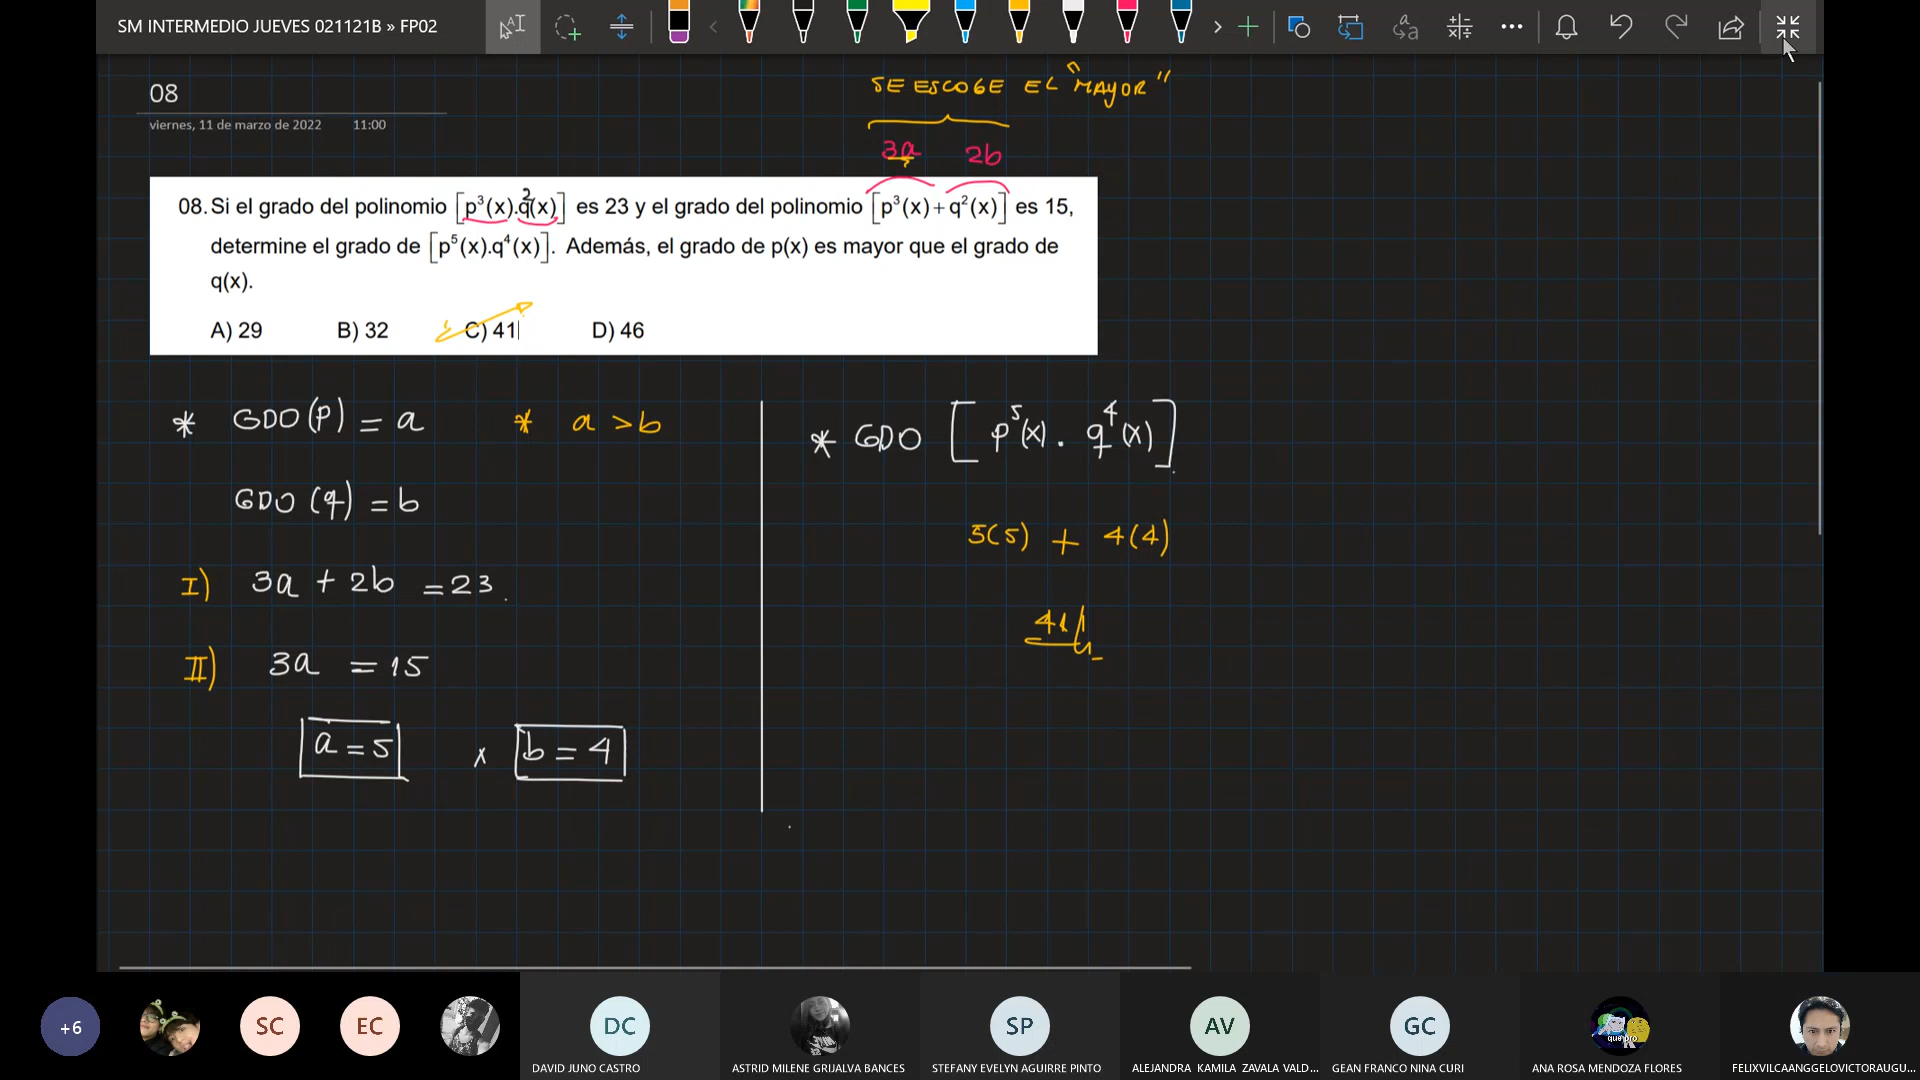 SM INTERMEDIO JUEVES 021121B » FP02
08
viernes, 11 de marzo de 2022 11:00
SE ESCOGE EL "MAYOR"
3a 2b
08. Si el grado del polinomio [p³(x).q²(x)] es 23 y el grado del polinomio [p³(x)+q²(x)] es 15,
determine el grado de [p⁵(x).q⁴(x)]. Además, el grado de p(x) es mayor que el grado de
q(x).
A) 29 B) 32 C) 41 D) 46
* GDO(P) = a * a > b
GDO (q) = b
I) 3a + 2b = 23
II) 3a = 15
a = 5 ∧ b = 4
* GDO [p⁵(x) . q⁴(x)]
5(5) + 4(4)
41
+6
SC
EC
DC
DAVID JUNO CASTRO
ASTRID MILENE GRIJALVA BANCES
SP
STEFANY EVELYN AGUIRRE PINTO
AV
ALEJANDRA KAMILA ZAVALA VALD...
GC
GEAN FRANCO NINA CURI
que pro
ANA ROSA MENDOZA FLORES
FELIXVILCAANGGELOVICTORAUGU...